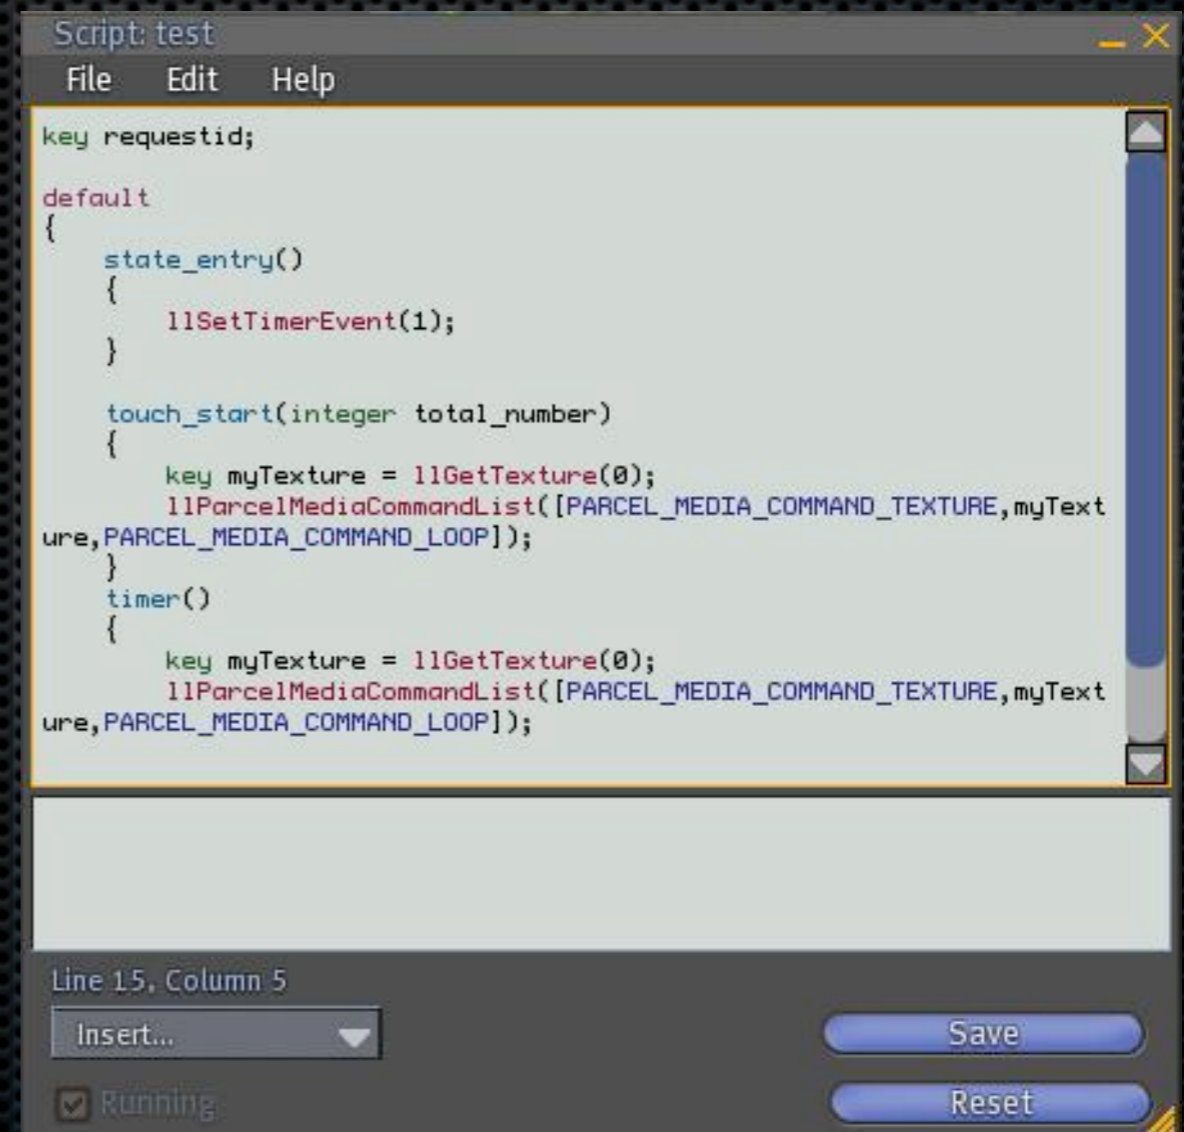 Script: test
File Edit Help
key requestid;
default
{
state_entry()
{
llSetTimerEvent(1);
}
touch_start(integer total_number)
{
key myTexture = llGetTexture(0);
llParcelMediaCommandList([PARCEL_MEDIA_COMMAND_TEXTURE,myText
ure,PARCEL_MEDIA_COMMAND_LOOP]);
}
timer()
{
key myTexture = llGetTexture(0);
llParcelMediaCommandList([PARCEL_MEDIA_COMMAND_TEXTURE,myText
ure,PARCEL_MEDIA_COMMAND_LOOP]);
Line 15, Column 5
Insert... Save
Running Reset